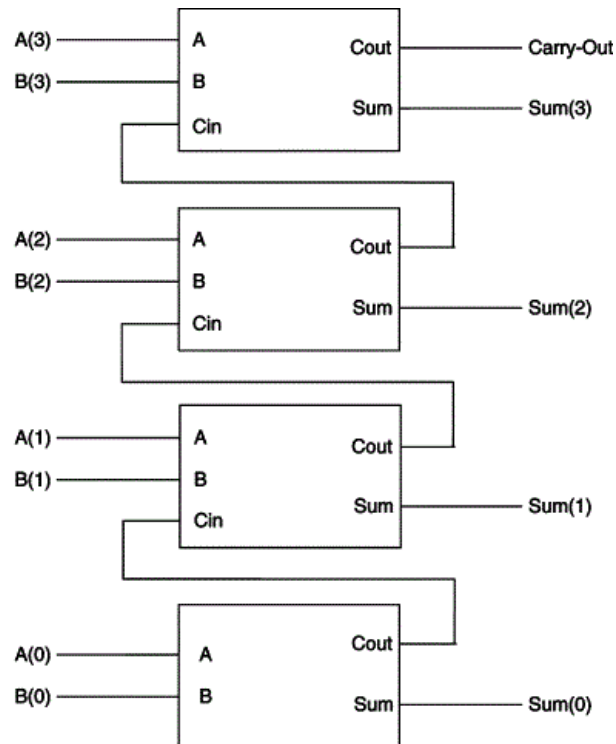 A(3) A Cout Carry-Out
B(3) B
Cin Sum Sum(3)
A(2) A Cout
B(2) B
Cin Sum Sum(2)
A(1) A Cout
B(1) B
Cin Sum Sum(1)
A(0) A Cout
B(0) B Sum Sum(0)